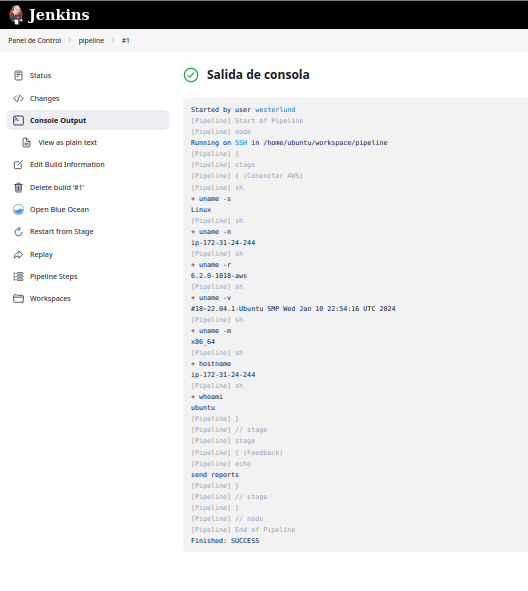 Jenkins
Panel de Control > pipeline > #1
Status
Changes
Console Output
View as plain text
Edit Build Information
Delete build '#1'
Open Blue Ocean
Restart from Stage
Replay
Pipeline Steps
Workspaces
Salida de consola
Started by user westerlund
[Pipeline] Start of Pipeline
[Pipeline] node
Running on SSH in /home/ubuntu/workspace/pipeline
[Pipeline] {
[Pipeline] stage
[Pipeline] { (Conenctar AWS)
[Pipeline] sh
+ uname -s
Linux
[Pipeline] sh
+ uname -n
ip-172-31-24-244
[Pipeline] sh
+ uname -r
6.2.0-1018-aws
[Pipeline] sh
+ uname -v
#18~22.04.1-Ubuntu SMP Wed Jan 10 22:54:16 UTC 2024
[Pipeline] sh
+ uname -m
x86_64
[Pipeline] sh
+ hostname
ip-172-31-24-244
[Pipeline] sh
+ whoami
ubuntu
[Pipeline] }
[Pipeline] // stage
[Pipeline] stage
[Pipeline] { (Feedback)
[Pipeline] echo
send reports
[Pipeline] }
[Pipeline] // stage
[Pipeline] }
[Pipeline] // node
[Pipeline] End of Pipeline
Finished: SUCCESS